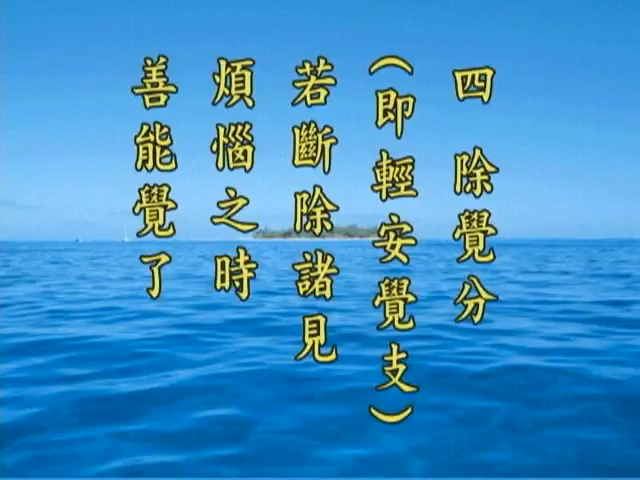 四 除覺分
(即輕安覺支)
若斷除諸見
煩惱之時
善能覺了